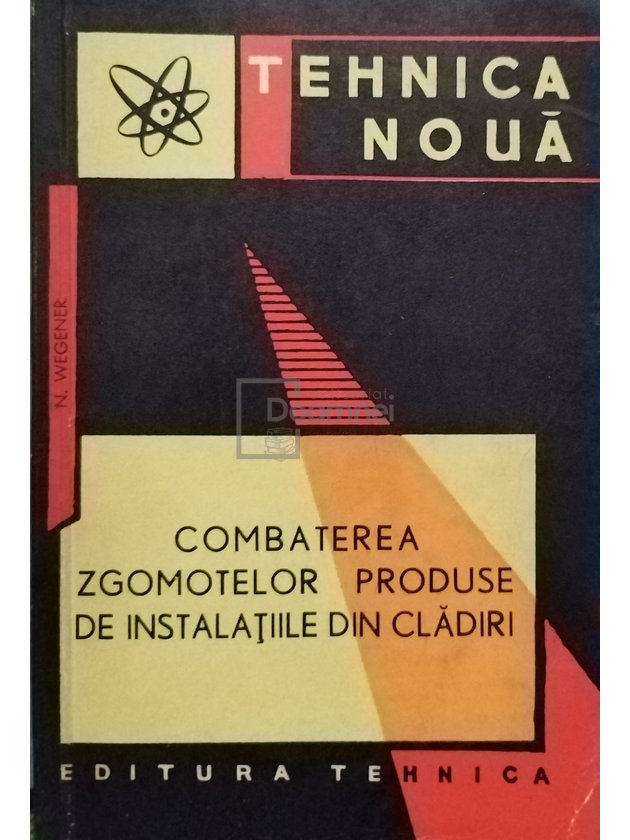 TEHNICA
NOUĂ
N. WEGENER
COMBATEREA
ZGOMOTELOR PRODUSE
DE INSTALAŢIILE DIN CLĂDIRI
EDITURA TEHNICA